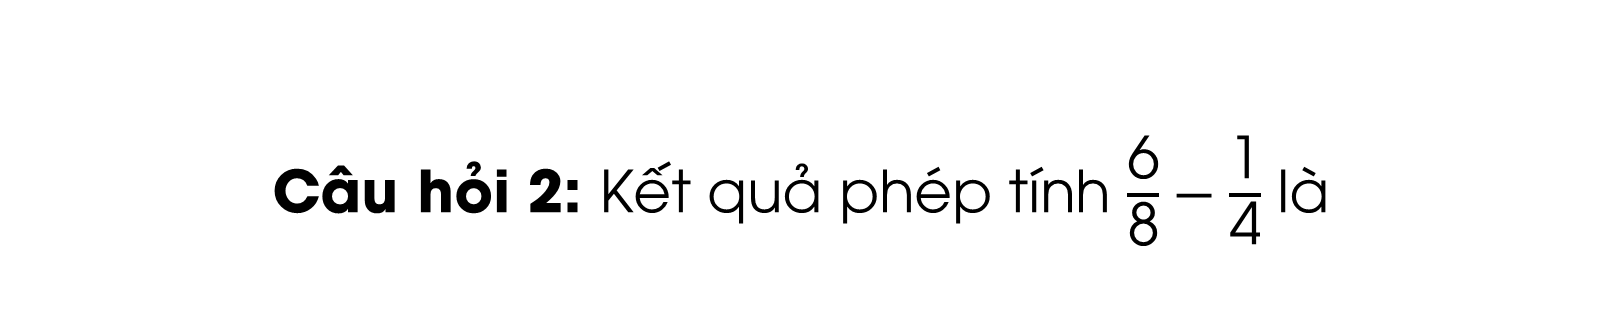 Câu hỏi 2: Kết quả phép tính 6/8 – 1/4 là